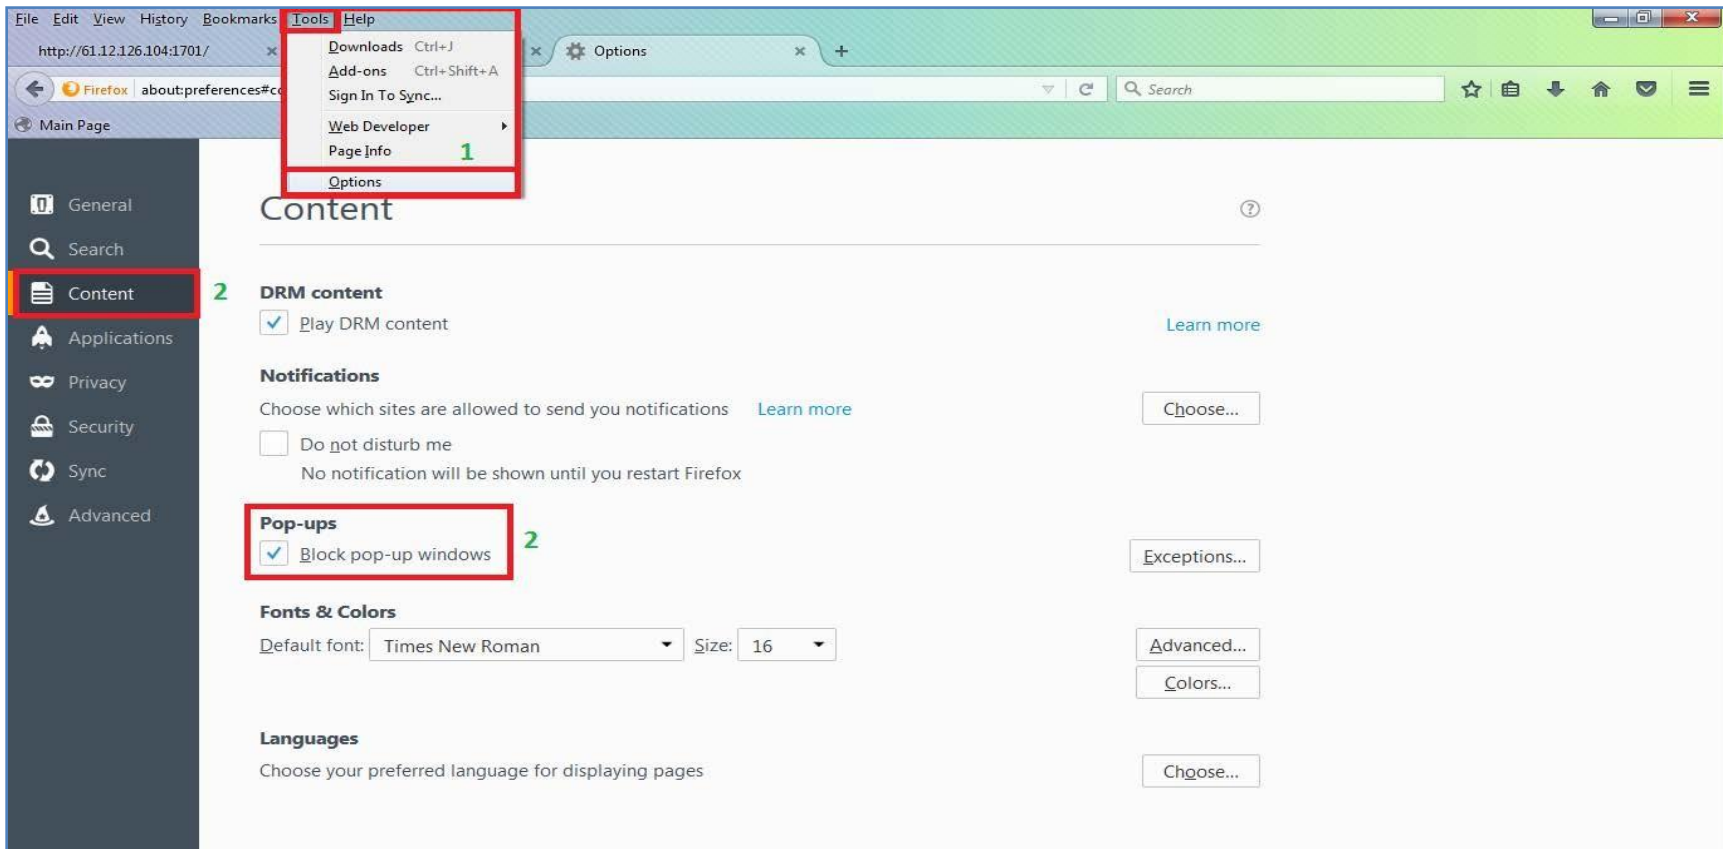 File Edit View History Bookmarks Tools Help
http://61.12.126.104:1701/ Options
Downloads Ctrl+J
Add-ons Ctrl+Shift+A
Sign In To Sync...
Web Developer
Page Info 1
Options
Firefox about:preferences#co Search
Main Page
General
Search
Content 2
Applications
Privacy
Security
Sync
Advanced
Content ?
DRM content
Play DRM content Learn more
Notifications
Choose which sites are allowed to send you notifications Learn more Choose...
Do not disturb me
No notification will be shown until you restart Firefox
Pop-ups
Block pop-up windows 2 Exceptions...
Fonts & Colors
Default font: Times New Roman Size: 16 Advanced...
Colors...
Languages
Choose your preferred language for displaying pages Choose...